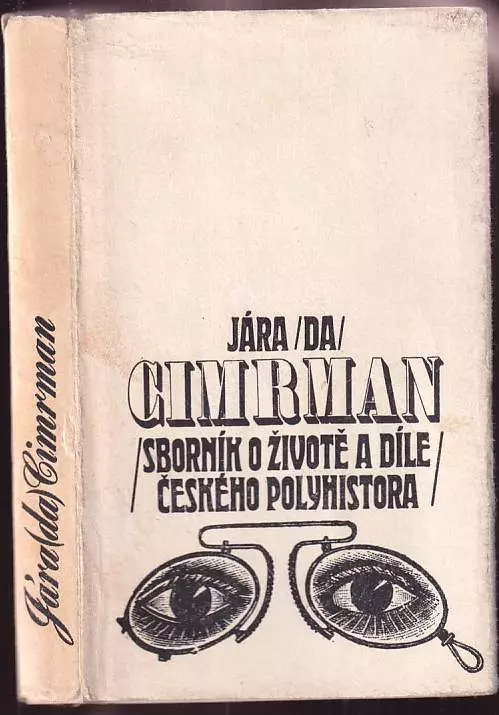 Jára(da)Cimrman
JÁRA /DA/
CIMRMAN
/SBORNÍK O ŽIVOTĚ A DÍLE
ČESKÉHO POLYHISTORA/